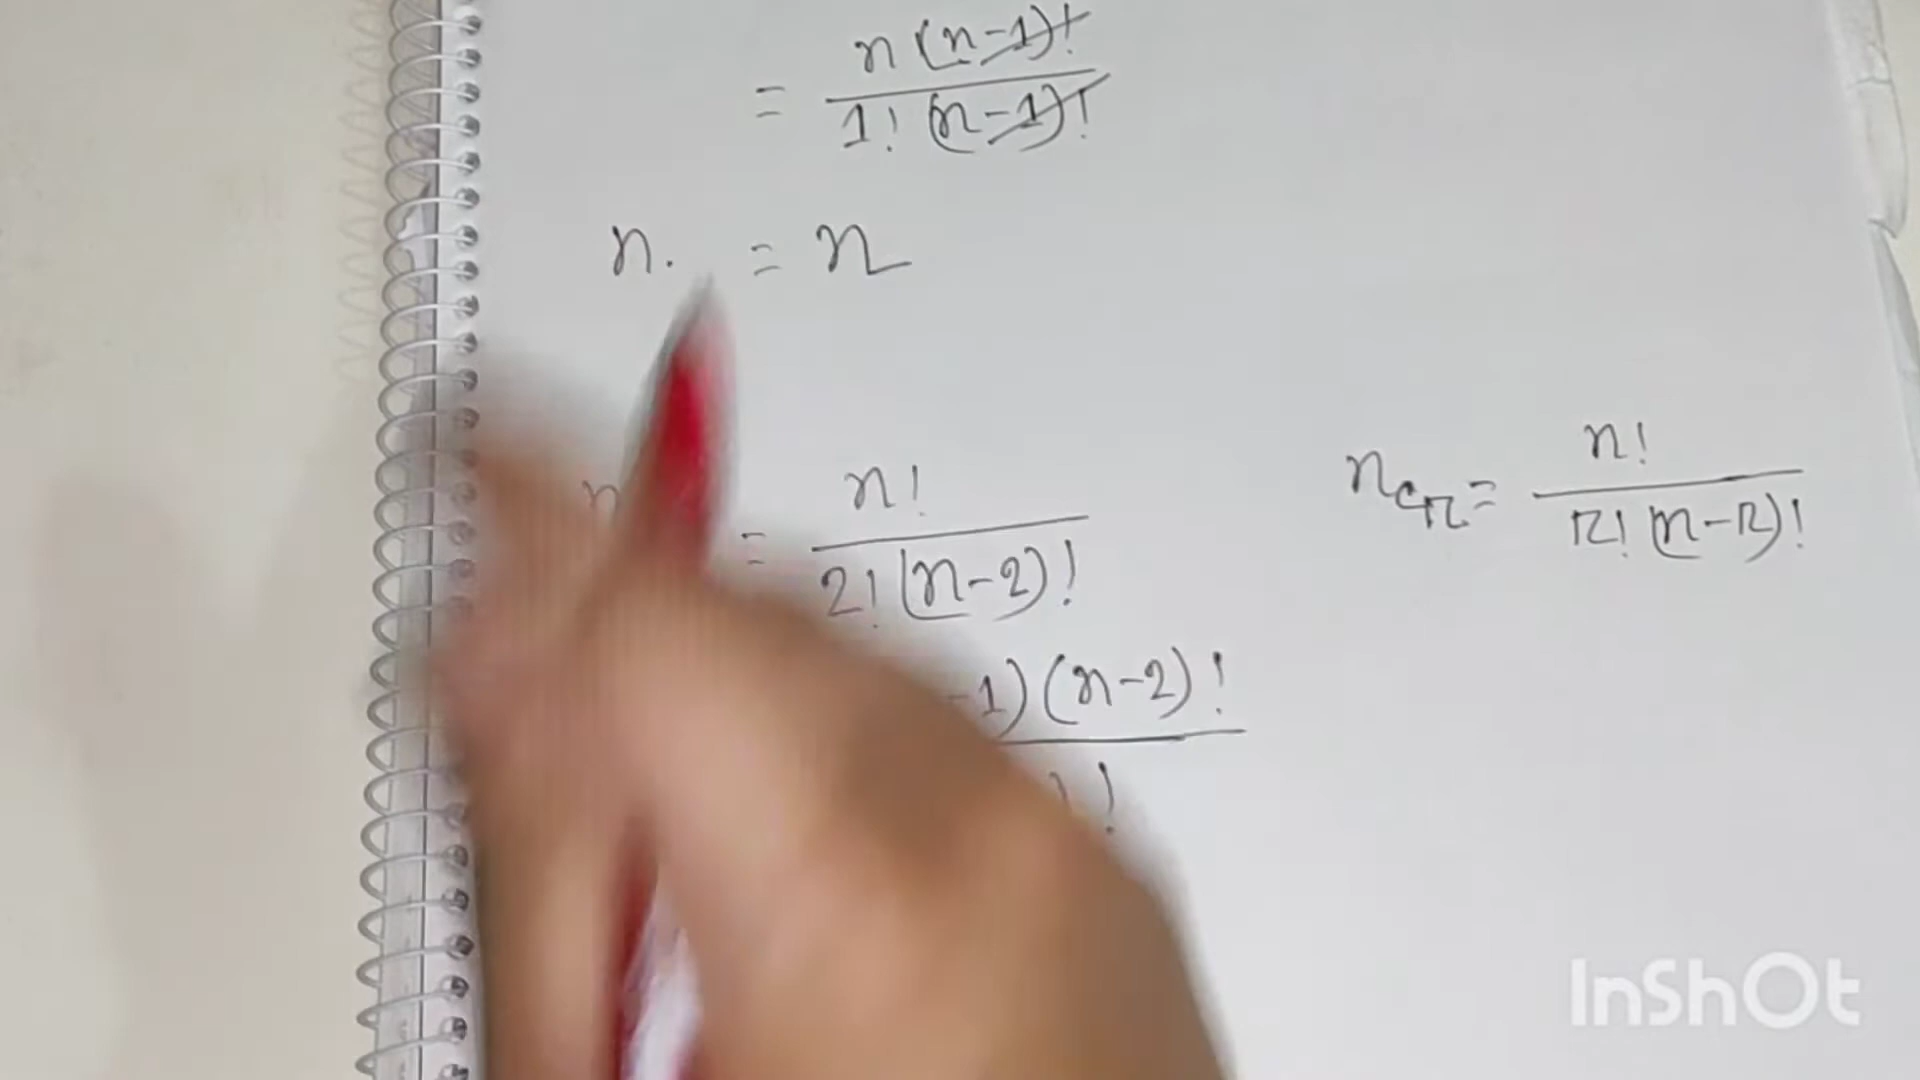 = n(n-1)! / 1!(n-1)!
n. = n
= n! / 2!(n-2)!
nCr = n! / r!(n-r)!
-1)(n-2)!
)!
InShOt